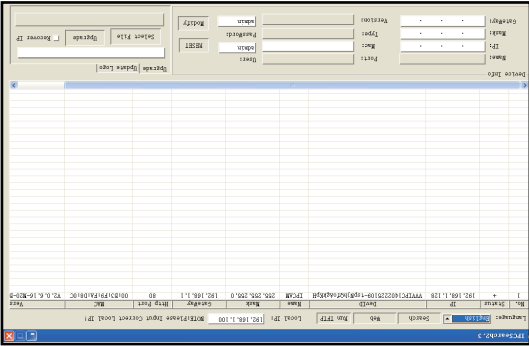 IPCSearch2.3
Language: English Search Web Run TFTP Local IP: 192.168.1.100 NOTE:Please Input Correct Local IP!
No. Status IP DevID Name Mask GateWay Http Port MAC Vers
1 + 192.168.1.128 IPCAM 255.255.255.0 192.168.1.1 80
Device Info
Name: Port: User: admin
IP: Mac: PassWord: admin RESET
Mask: Type:
GateWay: Version: Modify
Upgrade Update Logo
Select File Upgrade Recover IP